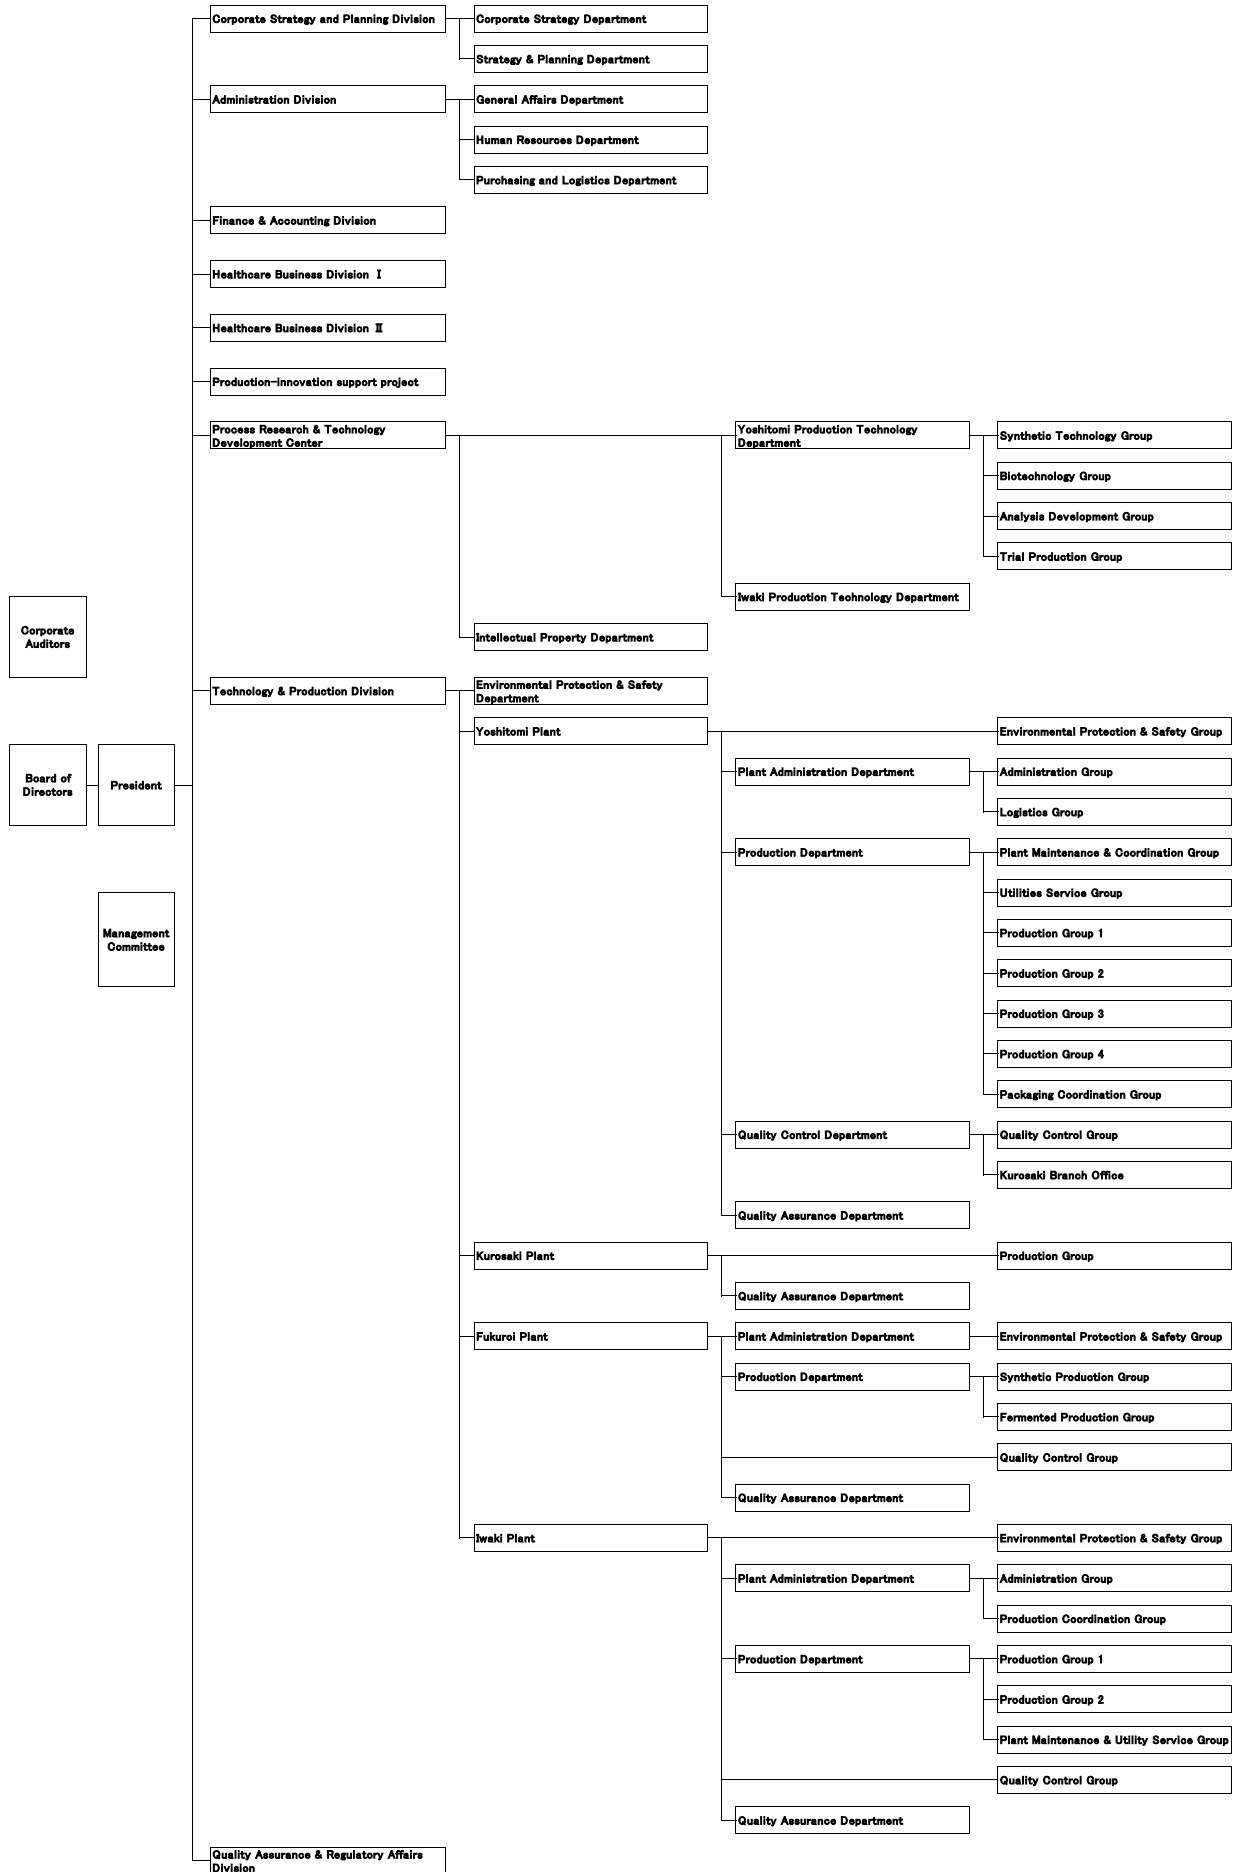 Corporate Strategy and Planning Division
Corporate Strategy Department
Strategy & Planning Department
Administration Division
General Affairs Department
Human Resources Department
Purchasing and Logistics Department
Finance & Accounting Division
Healthcare Business Division Ⅰ
Healthcare Business Division Ⅱ
Production-innovation support project
Process Research & Technology
Development Center
Yoshitomi Production Technology
Department
Synthetic Technology Group
Biotechnology Group
Analysis Development Group
Trial Production Group
Iwaki Production Technology Department
Corporate
Auditors
Intellectual Property Department
Technology & Production Division
Environmental Protection & Safety
Department
Yoshitomi Plant
Environmental Protection & Safety Group
Board of
Directors
President
Plant Administration Department
Administration Group
Logistics Group
Production Department
Plant Maintenance & Coordination Group
Utilities Service Group
Management
Committee
Production Group 1
Production Group 2
Production Group 3
Production Group 4
Packaging Coordination Group
Quality Control Department
Quality Control Group
Kurosaki Branch Office
Quality Assurance Department
Kurosaki Plant
Production Group
Quality Assurance Department
Fukuroi Plant
Plant Administration Department
Environmental Protection & Safety Group
Production Department
Synthetic Production Group
Fermented Production Group
Quality Control Group
Quality Assurance Department
Iwaki Plant
Environmental Protection & Safety Group
Plant Administration Department
Administration Group
Production Coordination Group
Production Department
Production Group 1
Production Group 2
Plant Maintenance & Utility Service Group
Quality Control Group
Quality Assurance Department
Quality Assurance & Regulatory Affairs
Division